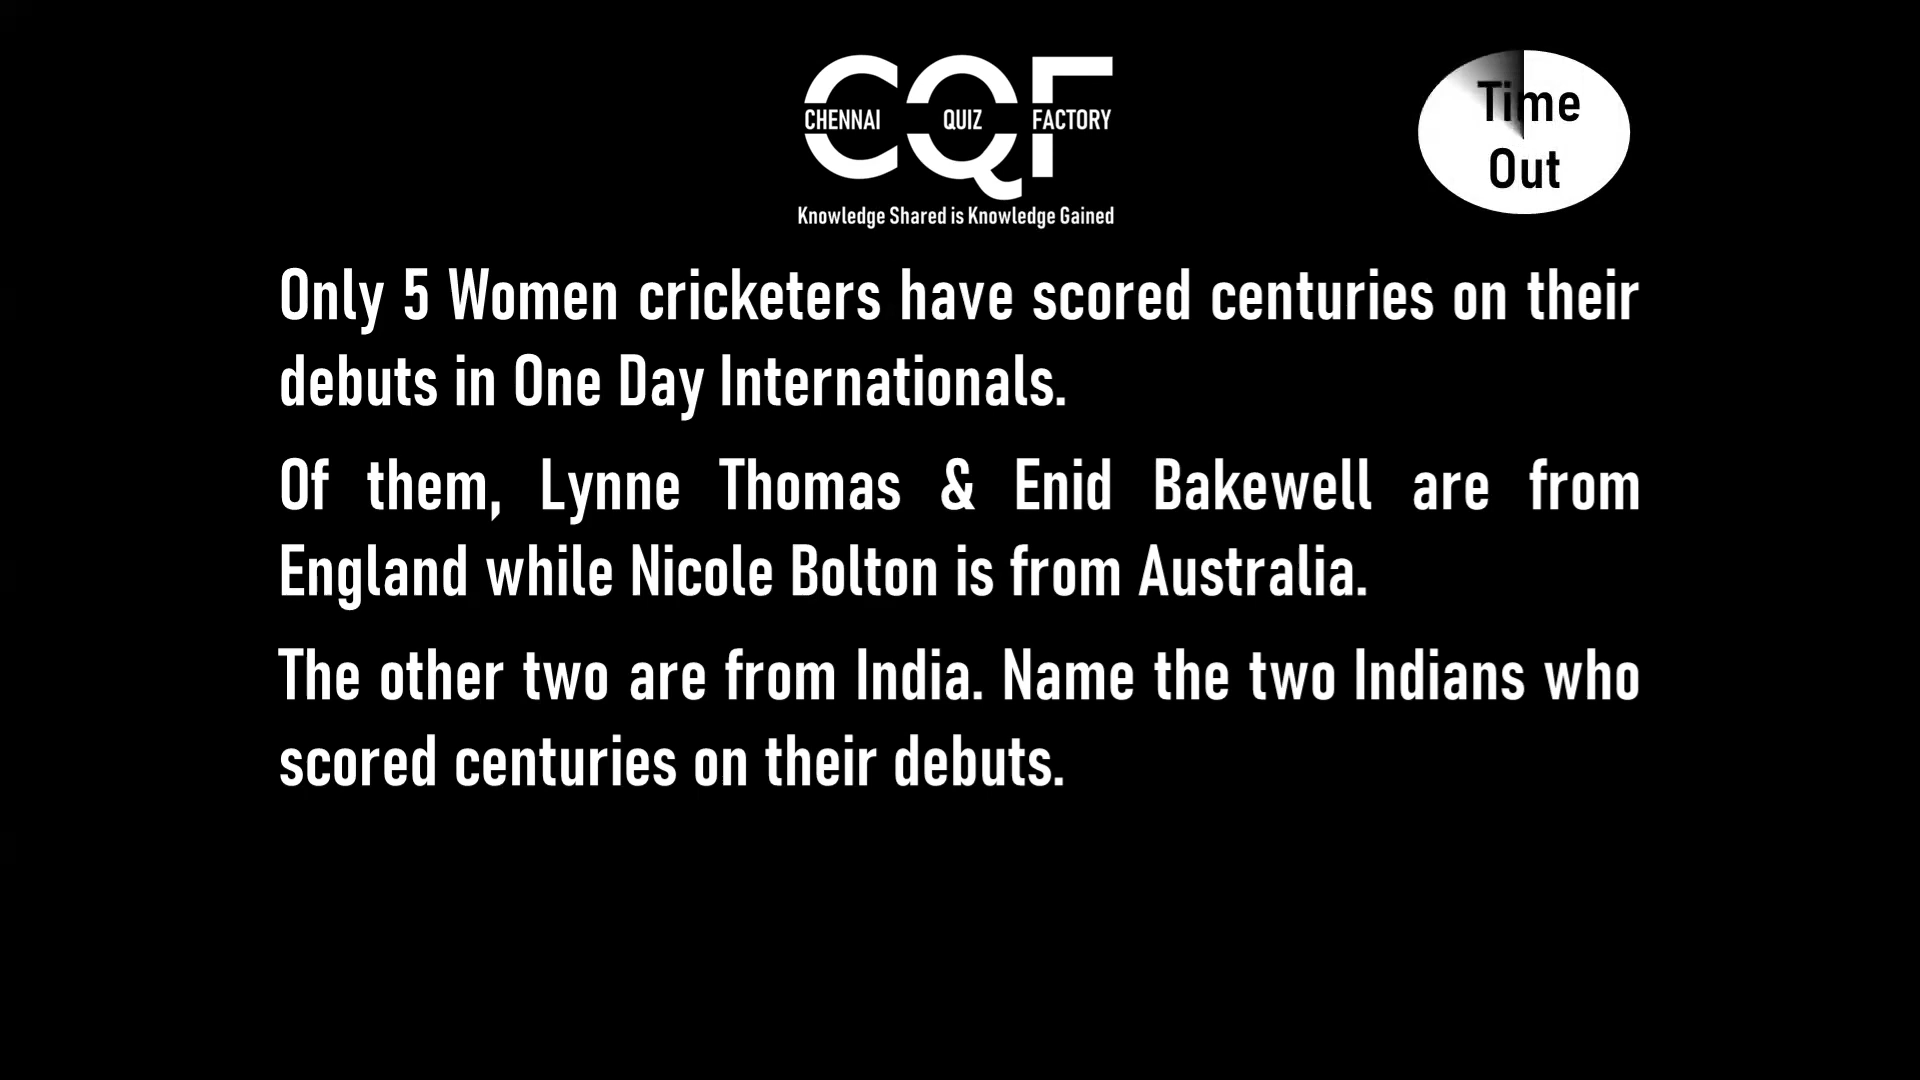 CHENNAI QUIZ FACTORY
CQF
Knowledge Shared is Knowledge Gained
Time
Out
Only 5 Women cricketers have scored centuries on their
debuts in One Day Internationals.
Of them, Lynne Thomas & Enid Bakewell are from
England while Nicole Bolton is from Australia.
The other two are from India. Name the two Indians who
scored centuries on their debuts.